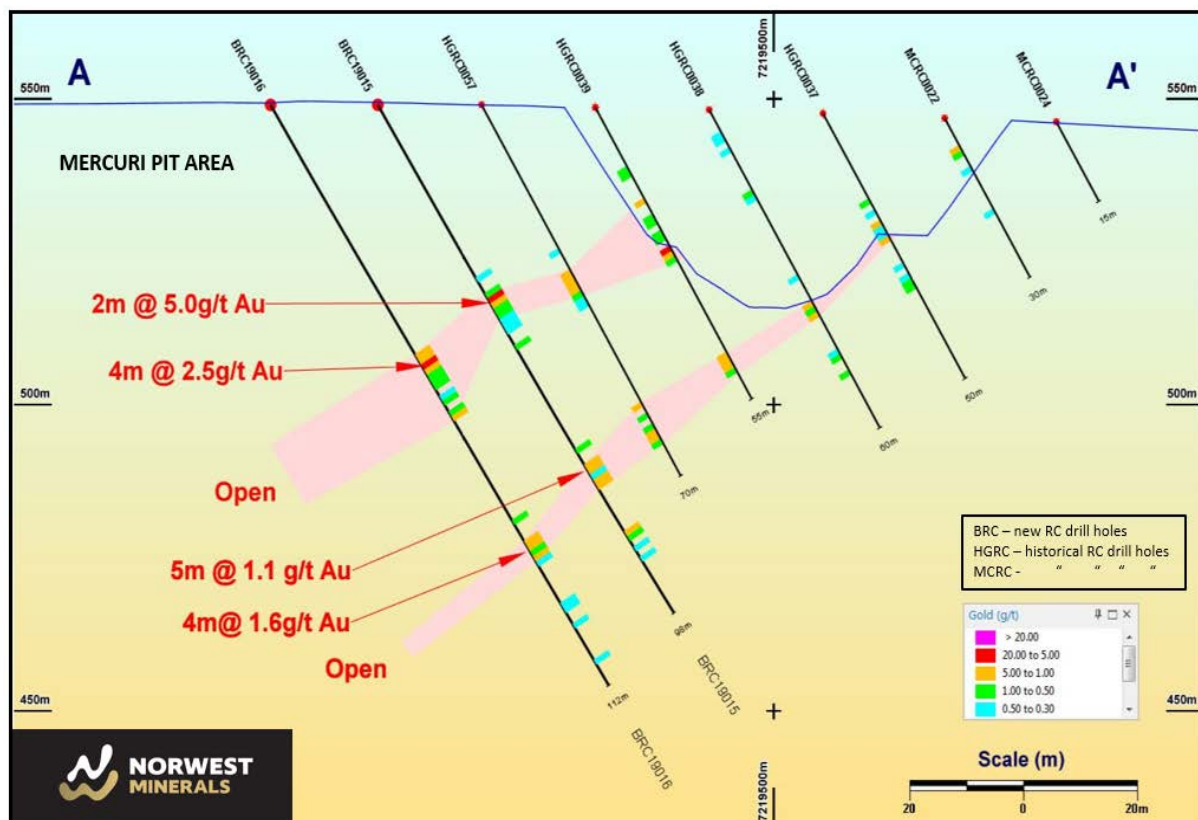 BRC19016
BRC19015
HGRC0057
HGRC0039
HGRC0038
7219500m
HGRC0037
MCRC0022
MCRC0024
A
A'
550m
550m
MERCURI PIT AREA
15m
30m
2m @ 5.0g/t Au
4m @ 2.5g/t Au
50m
55m
500m
500m
60m
70m
Open
BRC – new RC drill holes
HGRC – historical RC drill holes
MCRC - " " " "
5m @ 1.1 g/t Au
4m@ 1.6g/t Au
Gold (g/t)
> 20.00
20.00 to 5.00
5.00 to 1.00
1.00 to 0.50
0.50 to 0.30
98m
Open
BRC19015
112m
450m
450m
BRC19016
NORWEST
MINERALS
7219500m
Scale (m)
20
0
20m